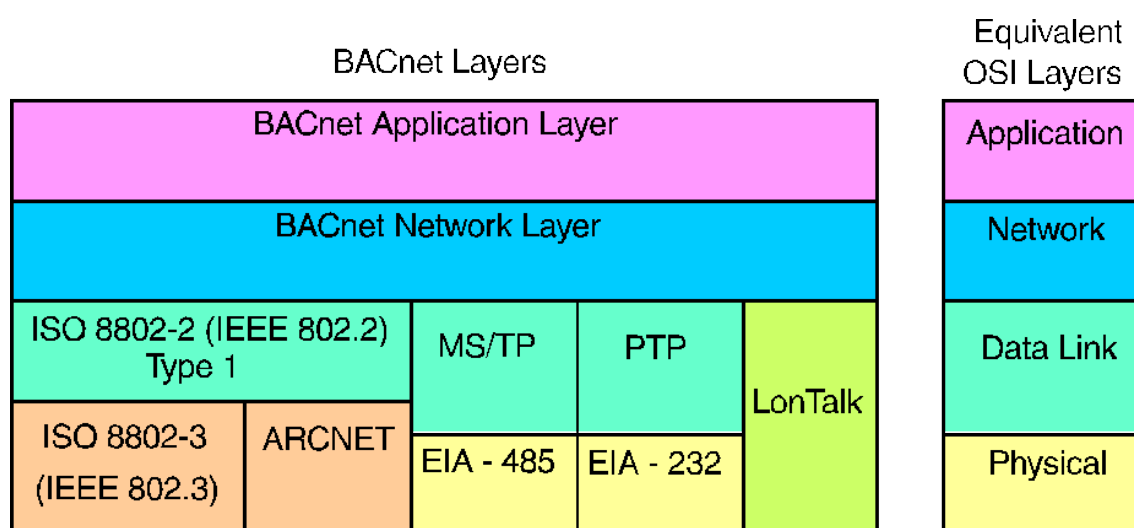 BACnet Layers
Equivalent
OSI Layers
BACnet Application Layer
Application
BACnet Network Layer
Network
ISO 8802-2 (IEEE 802.2)
Type 1
MS/TP
PTP
LonTalk
Data Link
ISO 8802-3
(IEEE 802.3)
ARCNET
EIA - 485
EIA - 232
Physical